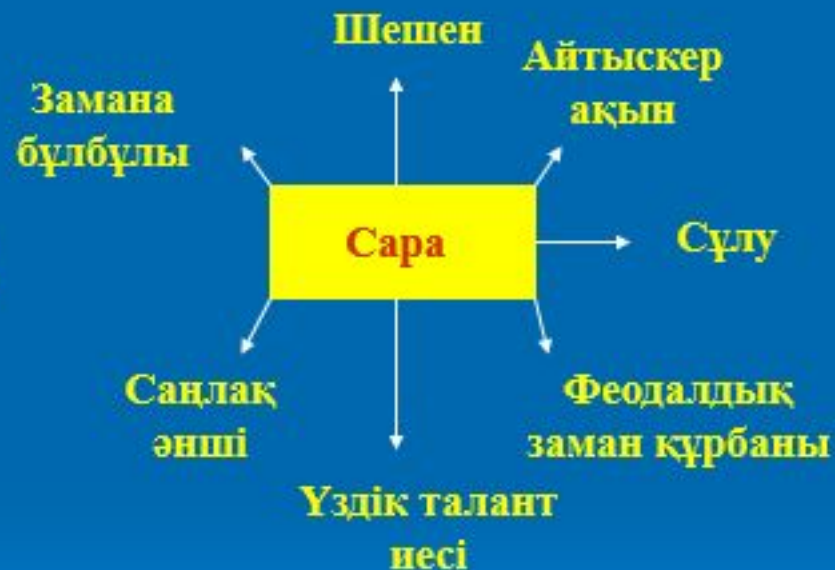 Шешен
Айтыскер
ақын
Замана
бұлбұлы
Сара
Сұлу
Саңлақ
әнші
Феодалдық
заман құрбаны
Үздік талант
иесі